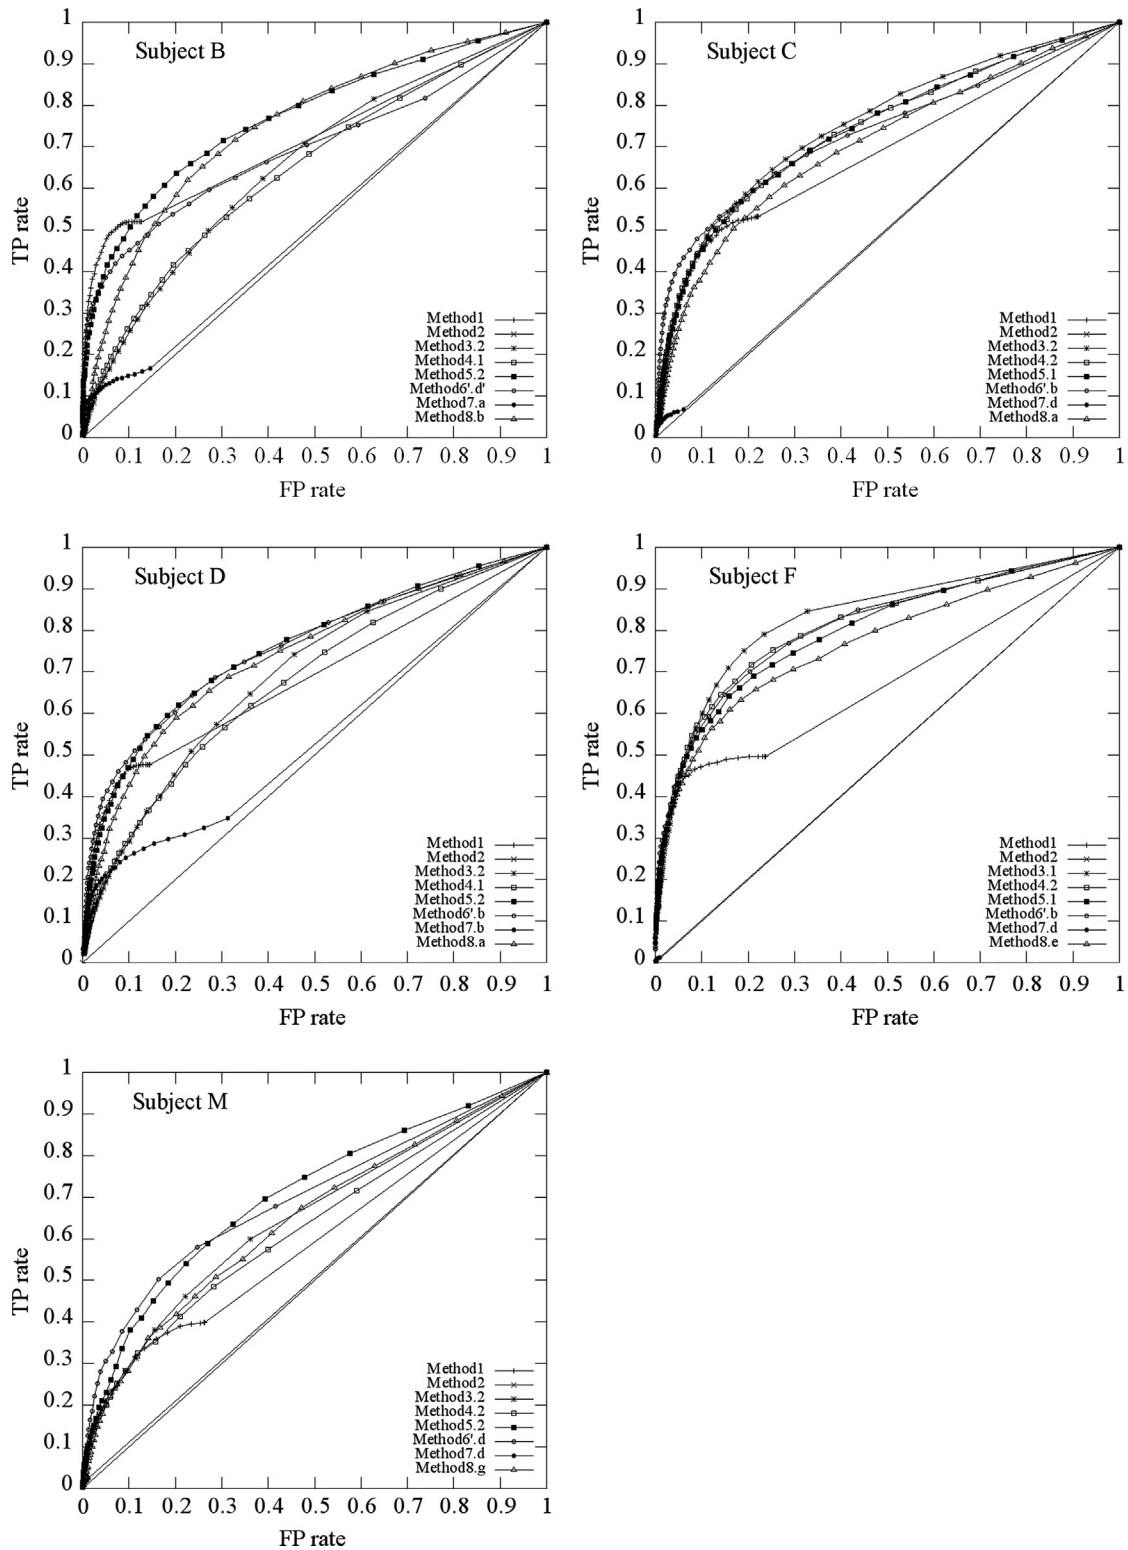 Subject B
TP rate
1
0.9
0.8
0.7
0.6
0.5
0.4
0.3
0.2
0.1
0
Method1
Method2
Method3.2
Method4.1
Method5.2
Method6'.d'
Method7.a
Method8.b
0 0.1 0.2 0.3 0.4 0.5 0.6 0.7 0.8 0.9 1
FP rate
Subject C
TP rate
1
0.9
0.8
0.7
0.6
0.5
0.4
0.3
0.2
0.1
0
Method1
Method2
Method3.2
Method4.2
Method5.1
Method6'.b
Method7.d
Method8.a
0 0.1 0.2 0.3 0.4 0.5 0.6 0.7 0.8 0.9 1
FP rate
Subject D
TP rate
1
0.9
0.8
0.7
0.6
0.5
0.4
0.3
0.2
0.1
0
Method1
Method2
Method3.2
Method4.1
Method5.2
Method6'.b
Method7.b
Method8.a
0 0.1 0.2 0.3 0.4 0.5 0.6 0.7 0.8 0.9 1
FP rate
Subject F
TP rate
1
0.9
0.8
0.7
0.6
0.5
0.4
0.3
0.2
0.1
0
Method1
Method2
Method3.1
Method4.2
Method5.1
Method6'.b
Method7.d
Method8.e
0 0.1 0.2 0.3 0.4 0.5 0.6 0.7 0.8 0.9 1
FP rate
Subject M
TP rate
1
0.9
0.8
0.7
0.6
0.5
0.4
0.3
0.2
0.1
0
Method1
Method2
Method3.2
Method4.2
Method5.2
Method6'.d
Method7.d
Method8.g
0 0.1 0.2 0.3 0.4 0.5 0.6 0.7 0.8 0.9 1
FP rate